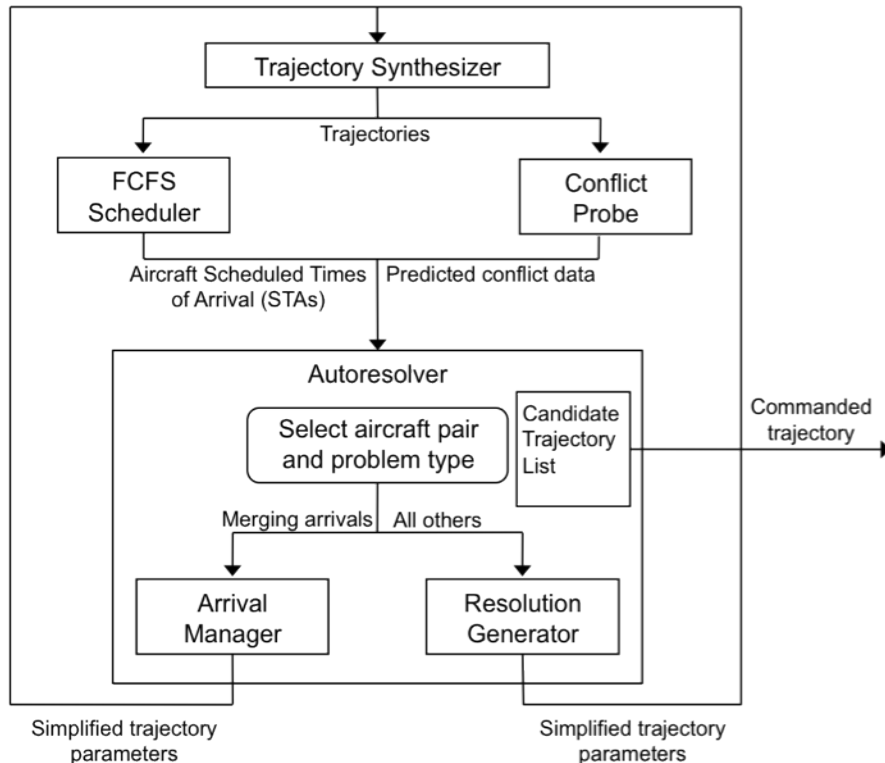 Trajectory Synthesizer
Trajectories
FCFS
Scheduler
Conflict
Probe
Aircraft Scheduled Times
of Arrival (STAs)
Predicted conflict data
Autoresolver
Select aircraft pair
and problem type
Candidate
Trajectory
List
Commanded
trajectory
Merging arrivals
All others
Arrival
Manager
Resolution
Generator
Simplified trajectory
parameters
Simplified trajectory
parameters